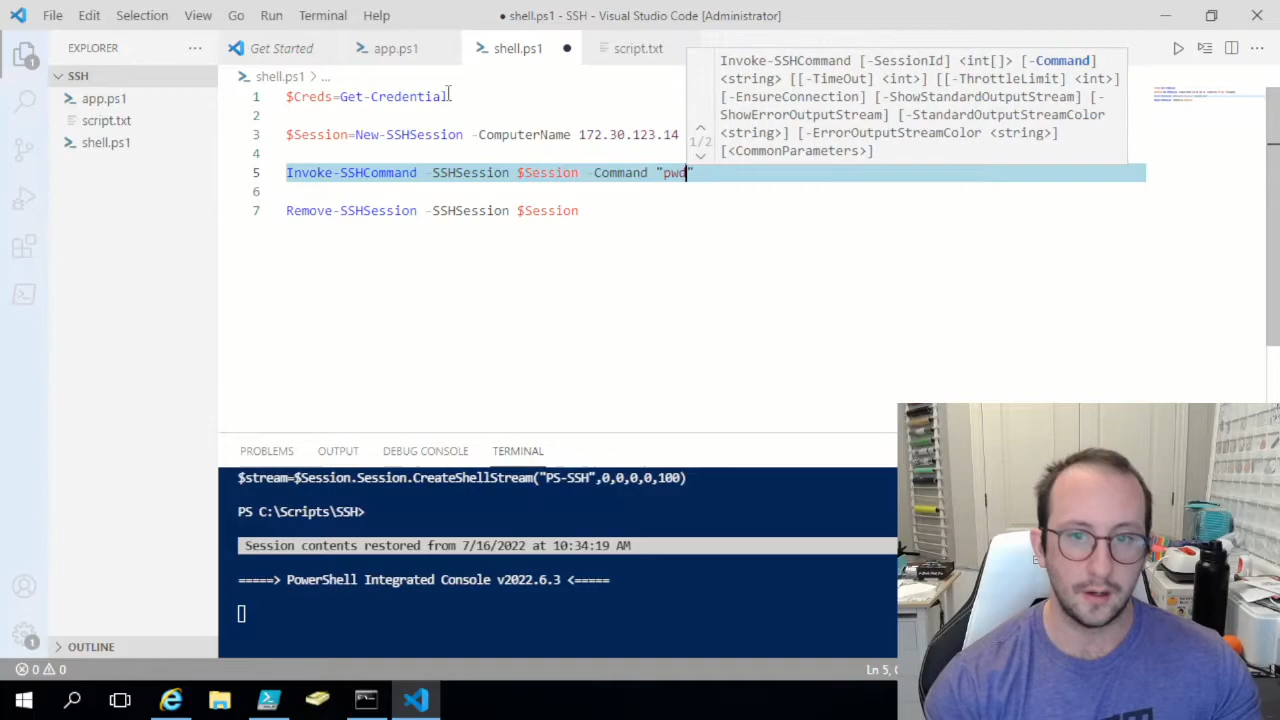 File Edit Selection View Go Run Terminal Help
● shell.ps1 - SSH - Visual Studio Code [Administrator]
EXPLORER ···
SSH
app.ps1
script.txt
shell.ps1
OUTLINE
Get Started app.ps1 shell.ps1 ● script.txt
shell.ps1 > ...
1 $Creds=Get-Credential
2
3 $Session=New-SSHSession -ComputerName 172.30.123.14
4
5 Invoke-SSHCommand -SSHSession $Session -Command "pwd"
6
7 Remove-SSHSession -SSHSession $Session
1/2
Invoke-SSHCommand [-SessionId] <int[]> [-Command]
<string> [[-TimeOut] <int>] [[-ThrottleLimit] <int>]
[-EnsureConnection] [-ShowStandardOutputStream] [-
ShowErrorOutputStream] [-StandardOutputStreamColor
<string>] [-ErrorOutputStreamColor <string>]
[<CommonParameters>]
PROBLEMS OUTPUT DEBUG CONSOLE TERMINAL
$stream=$Session.Session.CreateShellStream("PS-SSH",0,0,0,0,100)
PS C:\Scripts\SSH>
Session contents restored from 7/16/2022 at 10:34:19 AM
=====> PowerShell Integrated Console v2022.6.3 <=====
0 0
Ln 5,
1
1